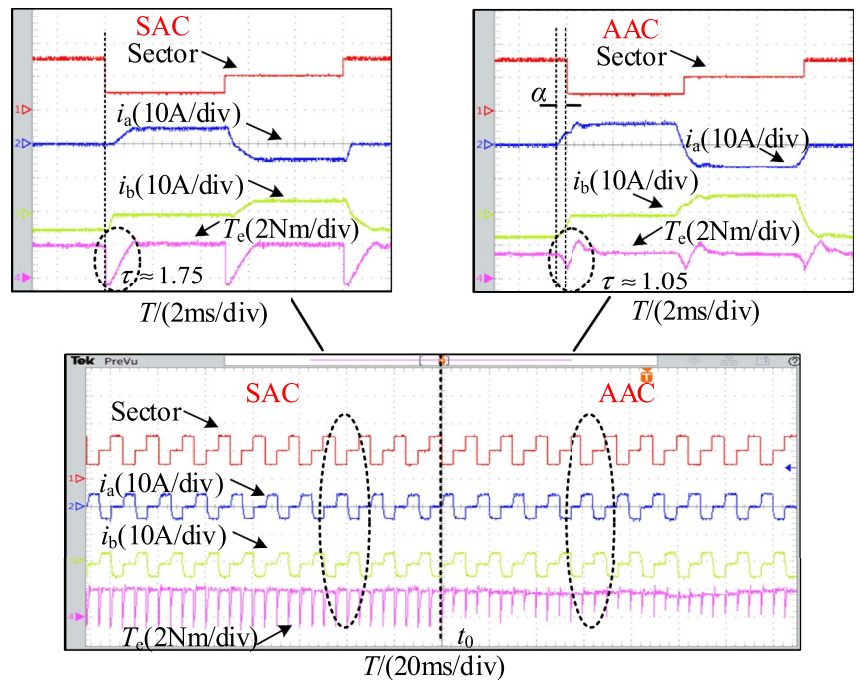 SAC
Sector
1
i_a(10A/div)
2
i_b(10A/div)
3
T_e(2Nm/div)
4
τ ≈ 1.75
T/(2ms/div)
AAC
Sector
1
α
2
i_a(10A/div)
i_b(10A/div)
3
T_e(2Nm/div)
4
τ ≈ 1.05
T/(2ms/div)
Tek PreVu
T
SAC
AAC
Sector
1
i_a(10A/div)
2
i_b(10A/div)
4
T_e(2Nm/div)
t_0
T/(20ms/div)